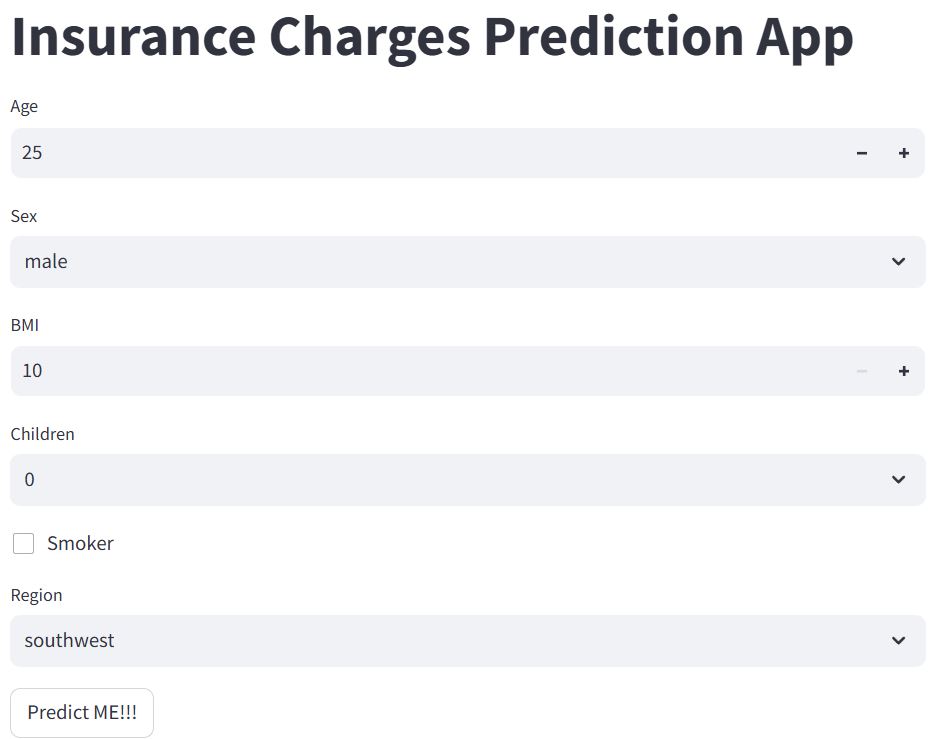 Insurance Charges Prediction App
Age
25
Sex
male
BMI
10
Children
0
Smoker
Region
southwest
Predict ME!!!